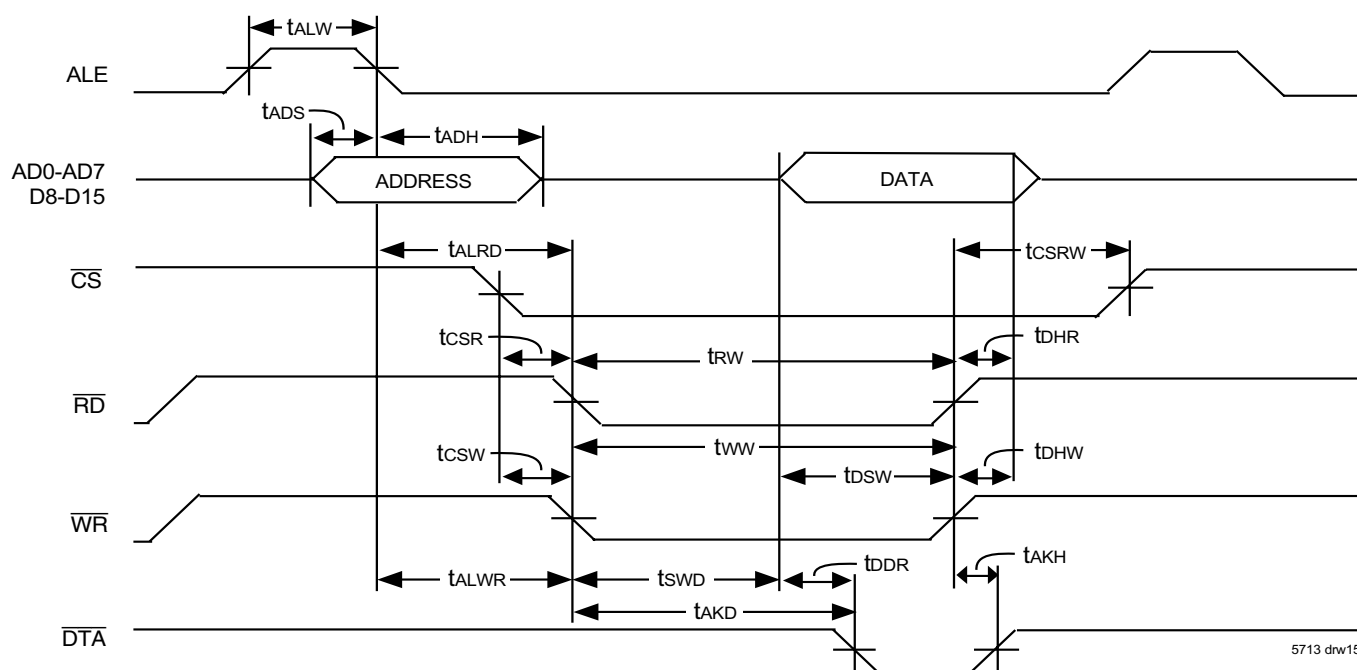 tALW
ALE
tADS
tADH
AD0-AD7
D8-D15
ADDRESS
DATA
tALRD
tCSRW
CS
tCSR
tRW
tDHR
RD
tCSW
tWW
tDHW
tDSW
WR
tALWR
tSWD
tDDR
tAKH
tAKD
DTA
5713 drw15